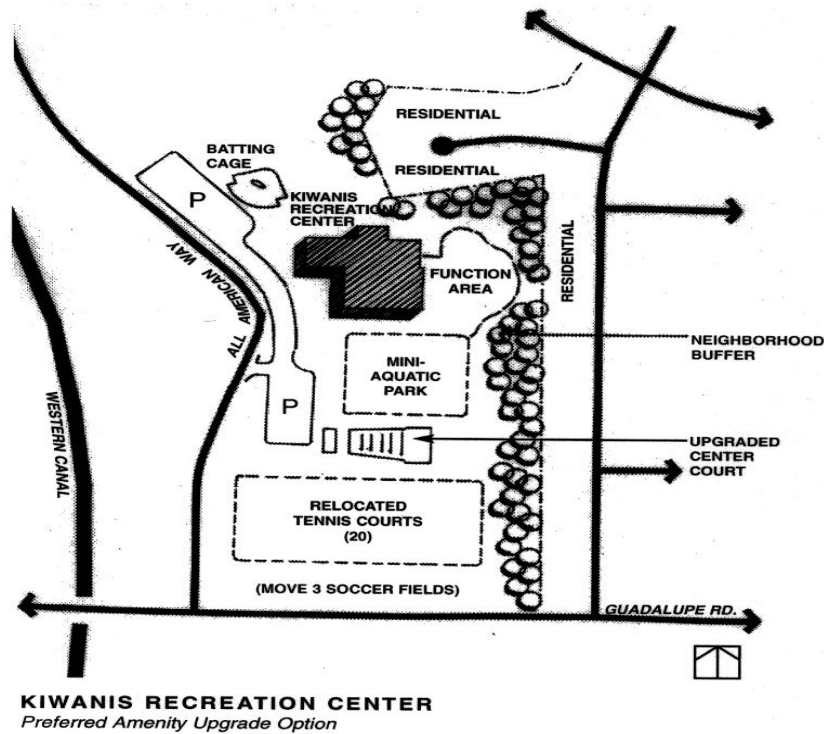 RESIDENTIAL
BATTING
CAGE
RESIDENTIAL
P
KIWANIS
RECREATION
CENTER
FUNCTION
AREA
RESIDENTIAL
ALL AMERICAN WAY
NEIGHBORHOOD
BUFFER
MINI-
AQUATIC
PARK
P
WESTERN CANAL
UPGRADED
CENTER
COURT
RELOCATED
TENNIS COURTS
(20)
(MOVE 3 SOCCER FIELDS)
GUADALUPE RD.
KIWANIS RECREATION CENTER
Preferred Amenity Upgrade Option